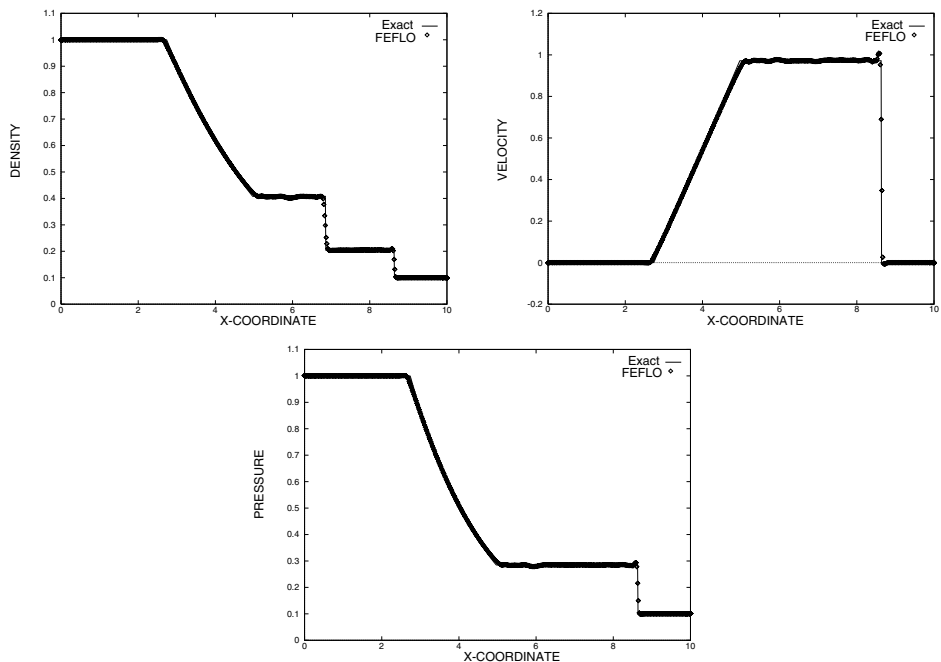 1.1
1
0.9
0.8
0.7
0.6
0.5
0.4
0.3
0.2
0.1
0
DENSITY
Exact
FEFLO
0 2 4 6 8 10
X-COORDINATE
1.2
1
0.8
0.6
0.4
0.2
0
-0.2
VELOCITY
Exact
FEFLO
0 2 4 6 8 10
X-COORDINATE
1.1
1
0.9
0.8
0.7
0.6
0.5
0.4
0.3
0.2
0.1
0
PRESSURE
Exact
FEFLO
0 2 4 6 8 10
X-COORDINATE